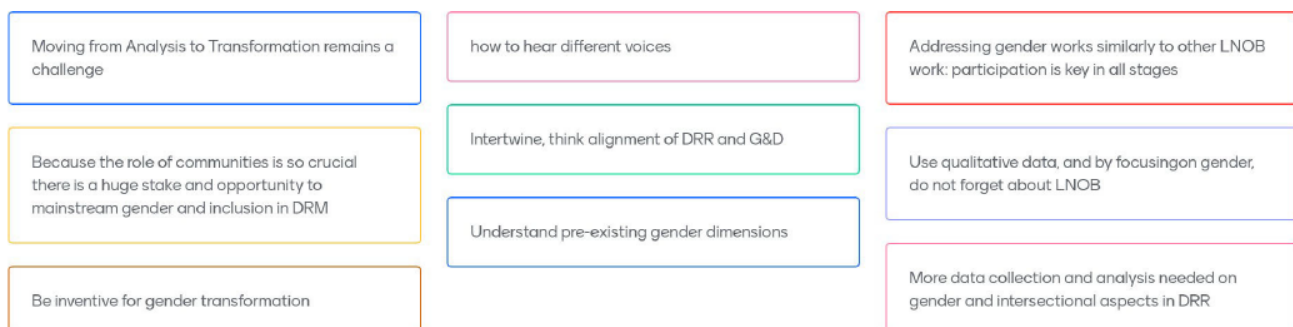 Moving from Analysis to Transformation remains a
challenge
Because the role of communities is so crucial
there is a huge stake and opportunity to
mainstream gender and inclusion in DRM
Be inventive for gender transformation
how to hear different voices
Intertwine, think alignment of DRR and G&D
Understand pre-existing gender dimensions
Addressing gender works similarly to other LNOB
work: participation is key in all stages
Use qualitative data, and by focusingon gender,
do not forget about LNOB
More data collection and analysis needed on
gender and intersectional aspects in DRR